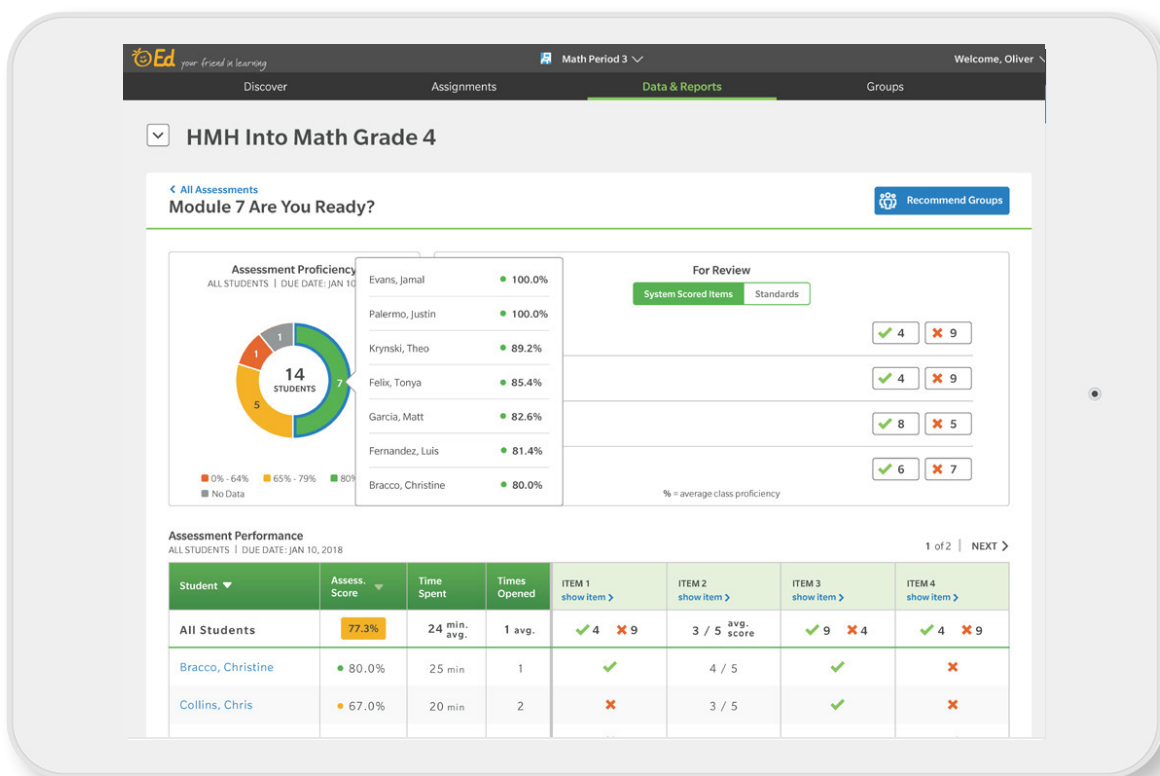 Ed your friend in learning
Math Period 3
Welcome, Oliver
Discover Assignments Data & Reports Groups
HMH Into Math Grade 4
All Assessments
Module 7 Are You Ready?
Recommend Groups
Assessment Proficiency
ALL STUDENTS | DUE DATE: JAN 10
14
STUDENTS
1
1
5
7
0% - 64% 65% - 79% 80%
No Data
Evans, Jamal 100.0%
Palermo, Justin 100.0%
Krynski, Theo 89.2%
Felix, Tonya 85.4%
Garcia, Matt 82.6%
Fernandez, Luis 81.4%
Bracco, Christine 80.0%
For Review
System Scored Items Standards
4 9
4 9
8 5
6 7
% = average class proficiency
Assessment Performance
ALL STUDENTS | DUE DATE: JAN 10, 2018
1 of 2 | NEXT
Student Assess. Score Time Spent Times Opened ITEM 1 show item ITEM 2 show item ITEM 3 show item ITEM 4 show item
All Students 77.3% 24 min. avg. 1 avg. 4 9 3 / 5 avg. score 9 4 4 9
Bracco, Christine 80.0% 25 min 1 4 / 5
Collins, Chris 67.0% 20 min 2 3 / 5